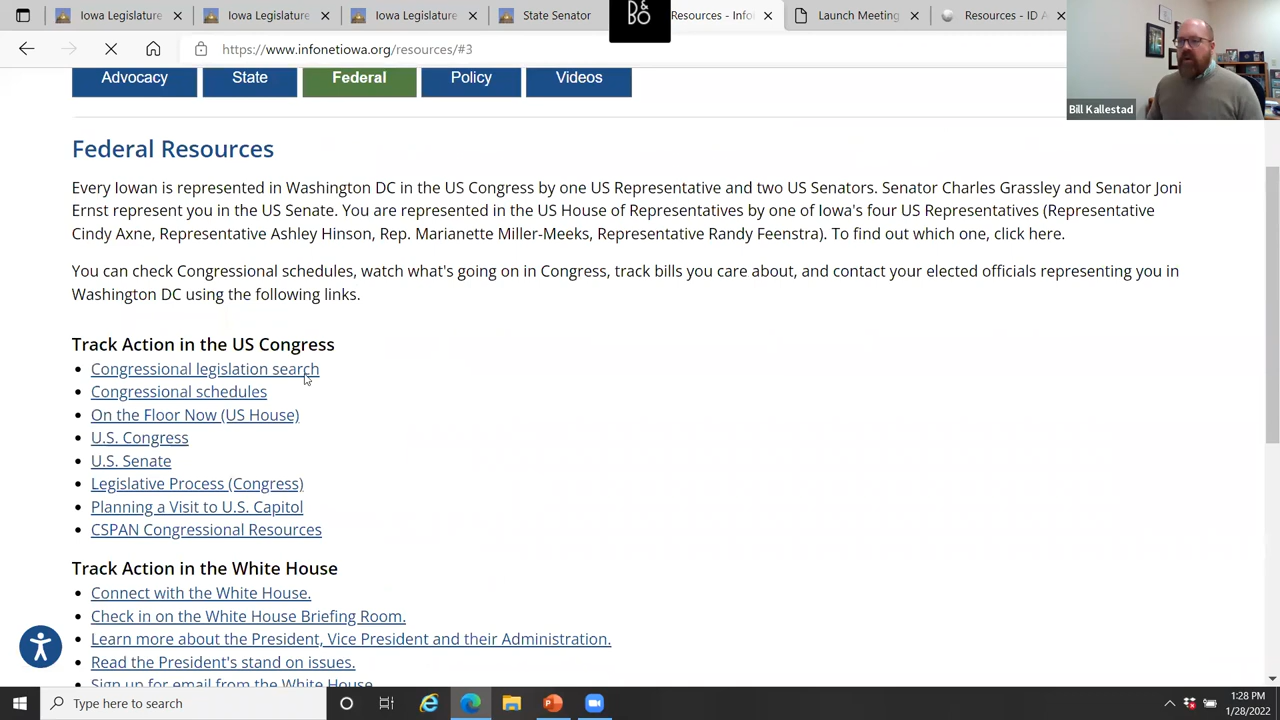 Iowa Legislature
Iowa Legislature
Iowa Legislature
State Senator
B&O
Resources - Info
Launch Meeting
Resources - ID A
https://www.infonetiowa.org/resources/#3
Bill Kallestad
Advocacy
State
Federal
Policy
Videos
Federal Resources
Every Iowan is represented in Washington DC in the US Congress by one US Representative and two US Senators. Senator Charles Grassley and Senator Joni
Ernst represent you in the US Senate. You are represented in the US House of Representatives by one of Iowa's four US Representatives (Representative
Cindy Axne, Representative Ashley Hinson, Rep. Marianette Miller-Meeks, Representative Randy Feenstra). To find out which one, click here.
You can check Congressional schedules, watch what's going on in Congress, track bills you care about, and contact your elected officials representing you in
Washington DC using the following links.
Track Action in the US Congress
Congressional legislation search
Congressional schedules
On the Floor Now (US House)
U.S. Congress
U.S. Senate
Legislative Process (Congress)
Planning a Visit to U.S. Capitol
CSPAN Congressional Resources
Track Action in the White House
Connect with the White House.
Check in on the White House Briefing Room.
Learn more about the President, Vice President and their Administration.
Read the President's stand on issues.
Sign up for email from the White House
Type here to search
1:28 PM
1/28/2022